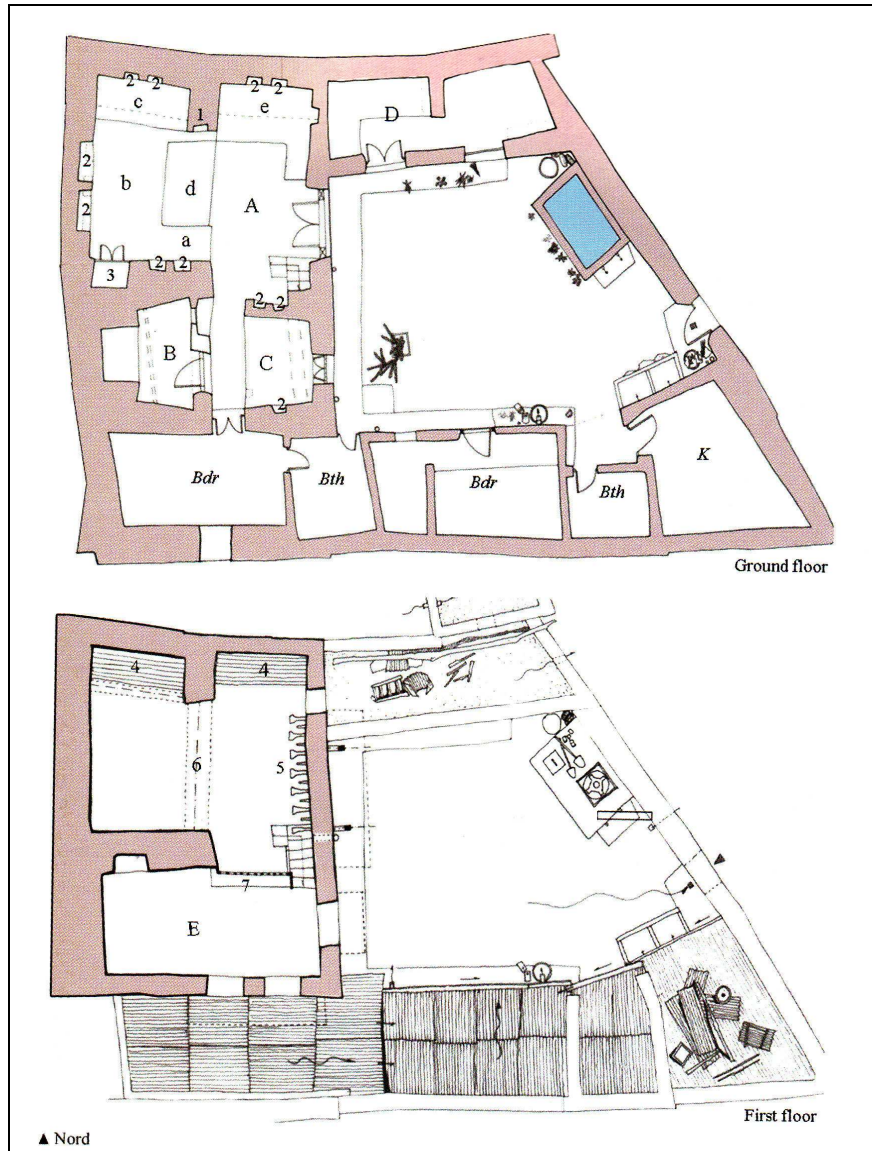 2 2 2 2
c 1 e D
2 b d A
2
a
3 2 2
2 2
B C
2
Bdr Bth Bdr Bth K
Ground floor
4 4
6 5
7
E
First floor
▲ Nord